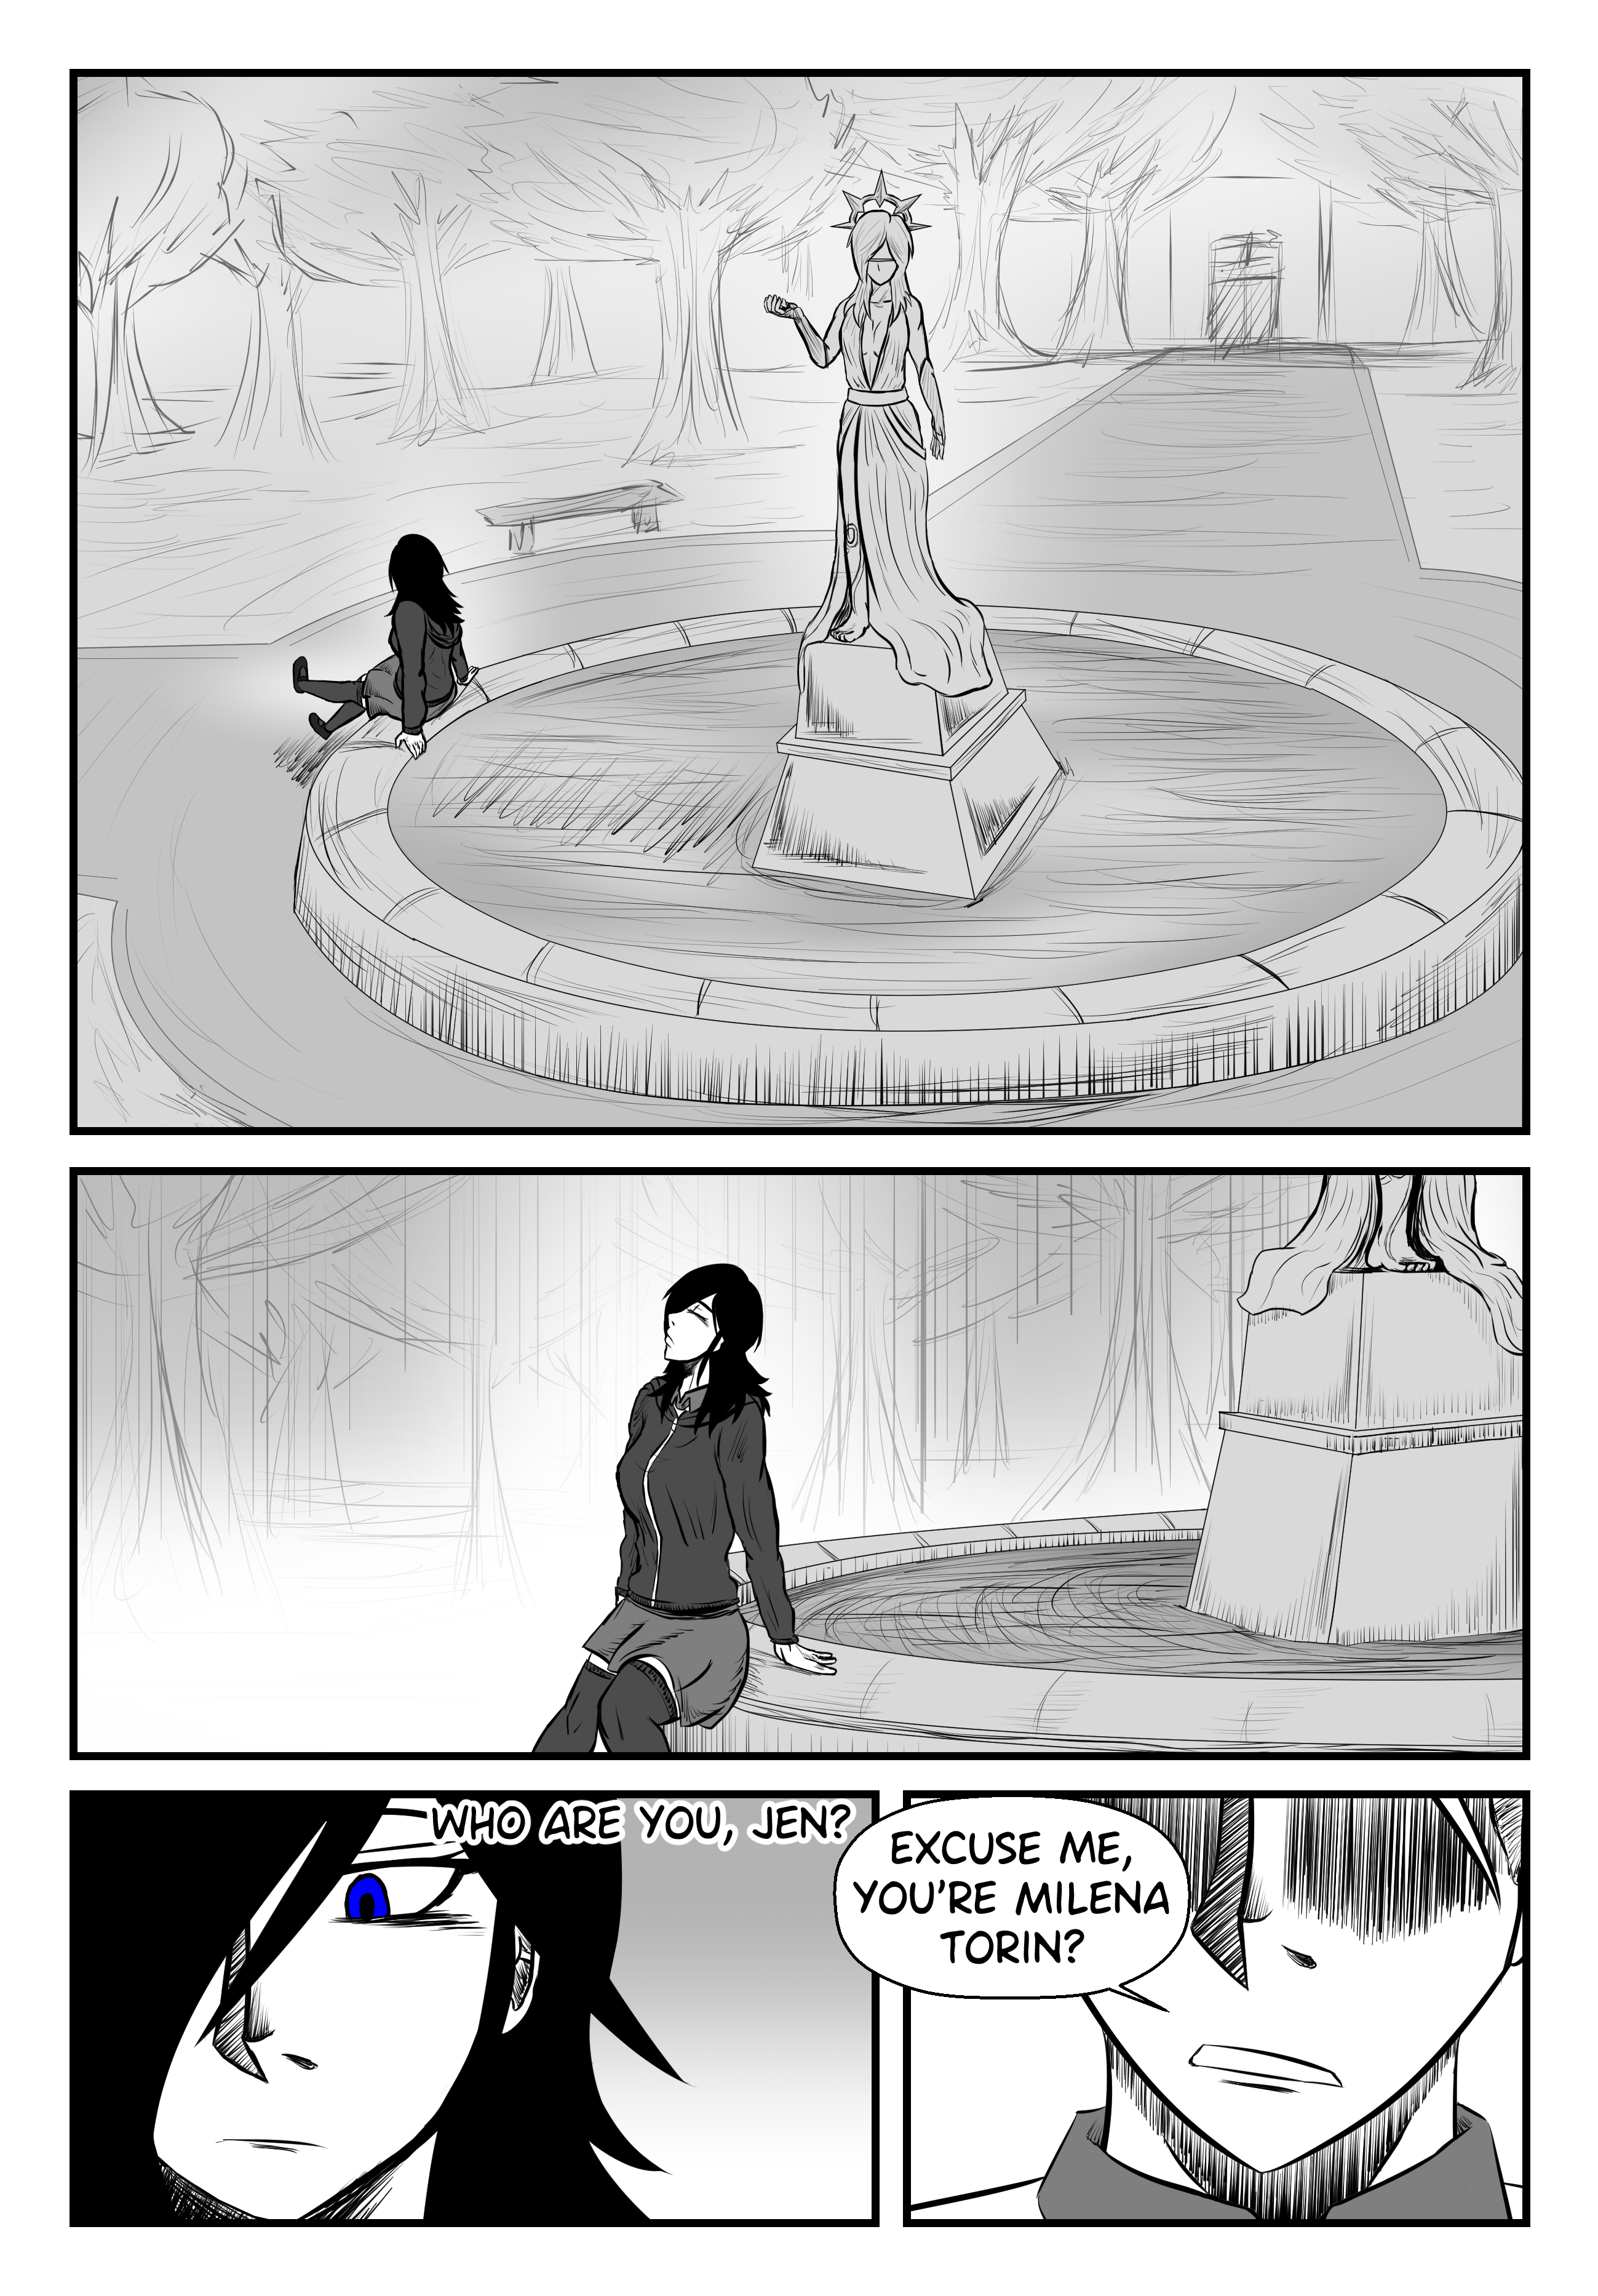 WHO ARE YOU, JEN?
EXCUSE ME,
YOU'RE MILENA
TORIN?